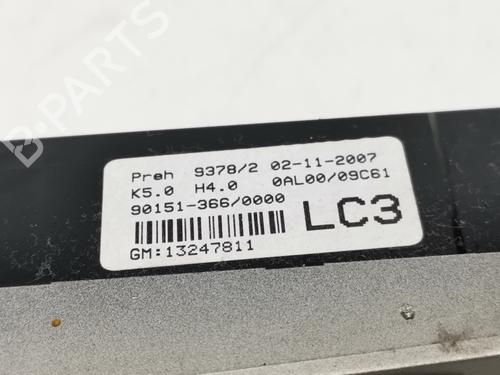 Preh 9378/2 02-11-2007
K5.0 H4.0 0AL00/09C61
90151-366/0000
LC3
GM:13247811
B-PARTS